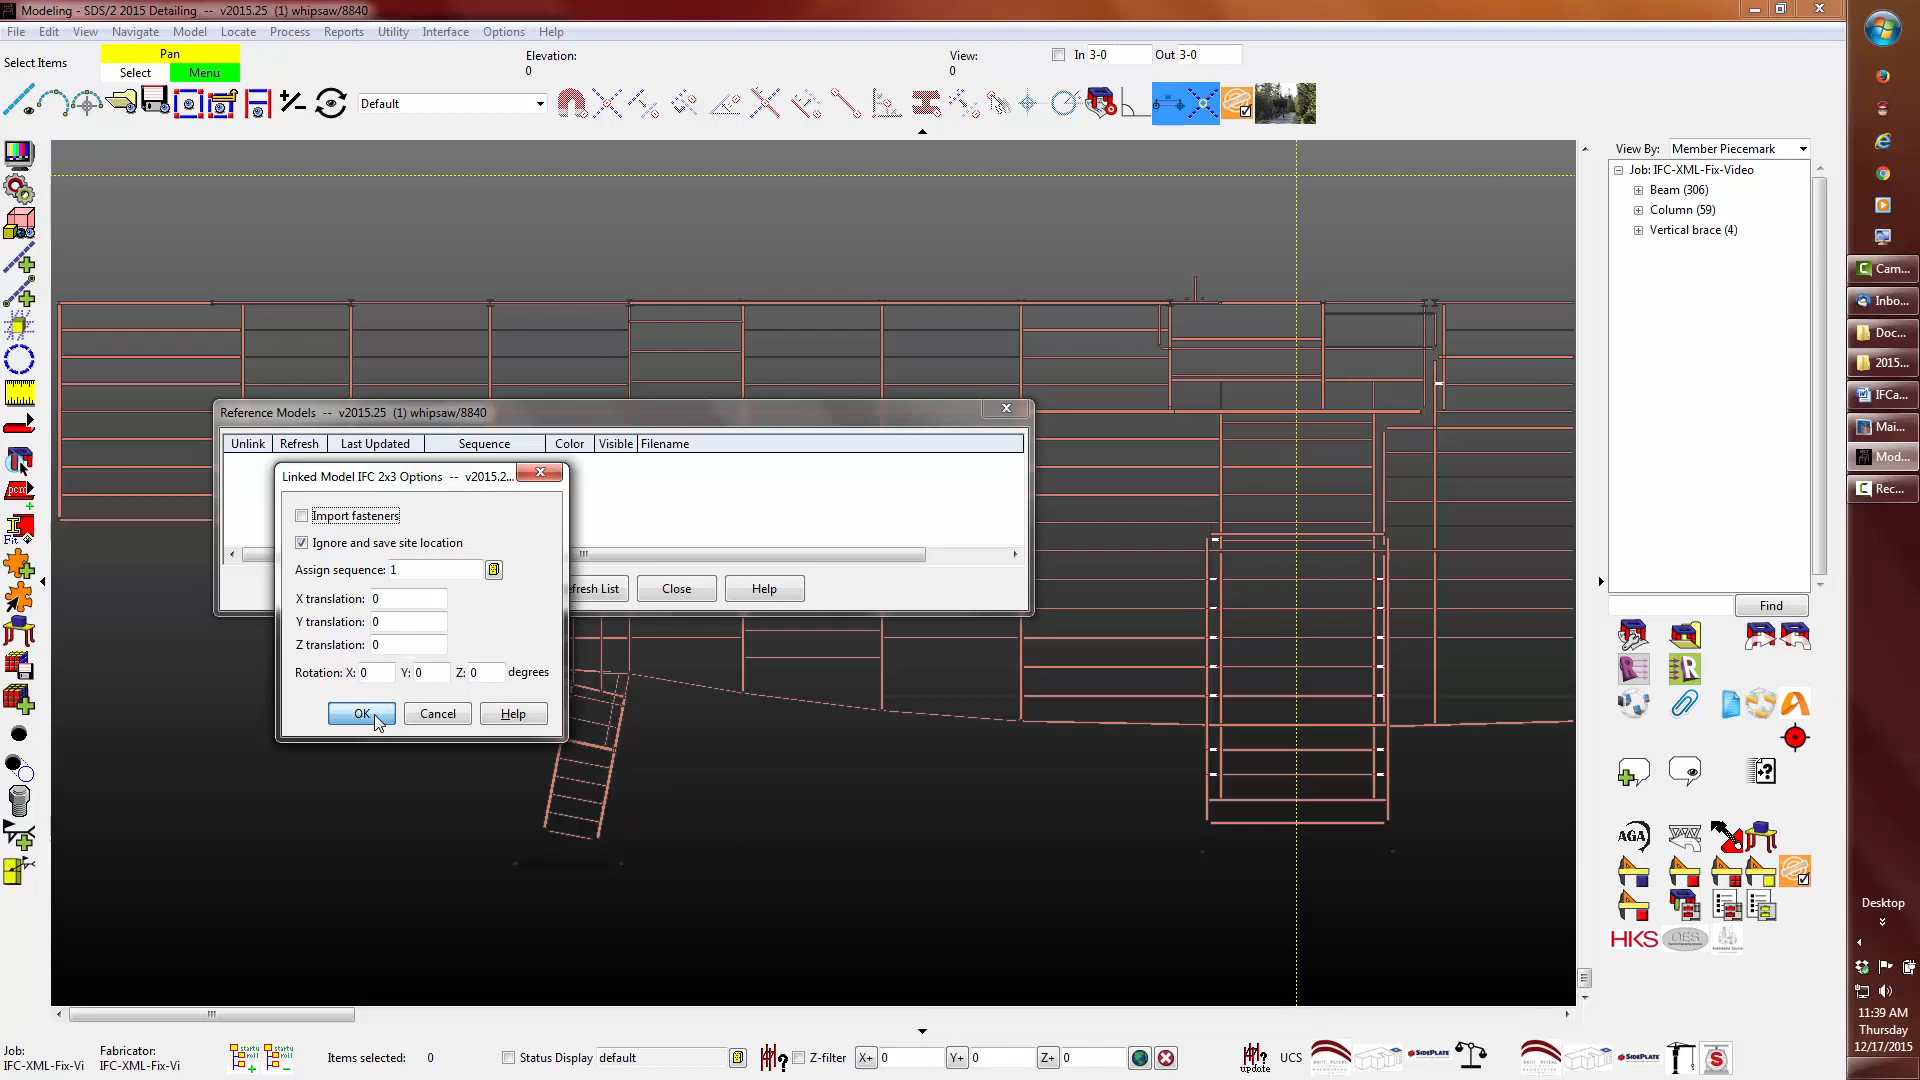 Modeling - SDS/2 2015 Detailing -- v2015.25 (1) whipsaw/8840
File Edit View Navigate Model Locate Process Reports Utility Interface Options Help
Select Items
Pan
Select Menu
Elevation:
0
View:
0
In 3-0 Out 3-0
Default
View By: Member Piecemark
Job: IFC-XML-Fix-Video
Beam (306)
Column (59)
Vertical brace (4)
Find
Reference Models -- v2015.25 (1) whipsaw/8840
Unlink Refresh Last Updated Sequence Color Visible Filename
efresh List Close Help
Linked Model IFC 2x3 Options -- v2015.2...
Import fasteners
Ignore and save site location
Assign sequence: 1
X translation: 0
Y translation: 0
Z translation: 0
Rotation: X: 0 Y: 0 Z: 0 degrees
OK Cancel Help
pcm
Fit
AGA
HKS OES
Cam...
Inbo...
Doc...
2015...
IFCa...
Mai...
Mod...
Rec...
Desktop
11:39 AM
Thursday
12/17/2015
Job:
IFC-XML-Fix-Vi
Fabricator:
IFC-XML-Fix-Vi
Items selected: 0
Status Display default
Z-filter
X+ 0 Y+ 0 Z+ 0
update
UCS
SIDEPLATE
SIDEPLATE